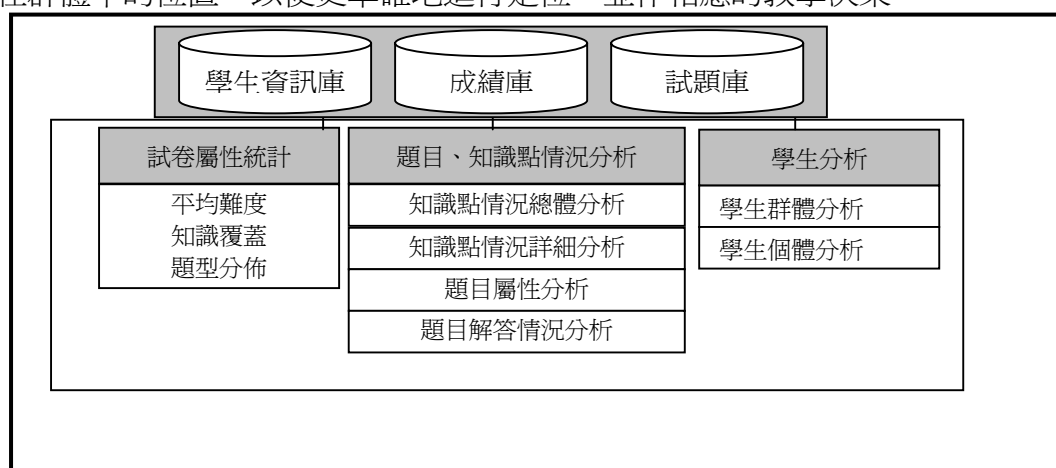 學生資訊庫 成績庫 試題庫
試卷屬性統計
平均難度
知識覆蓋
題型分佈
題目、知識點情況分析
知識點情況總體分析
知識點情況詳細分析
題目屬性分析
題目解答情況分析
學生分析
學生群體分析
學生個體分析